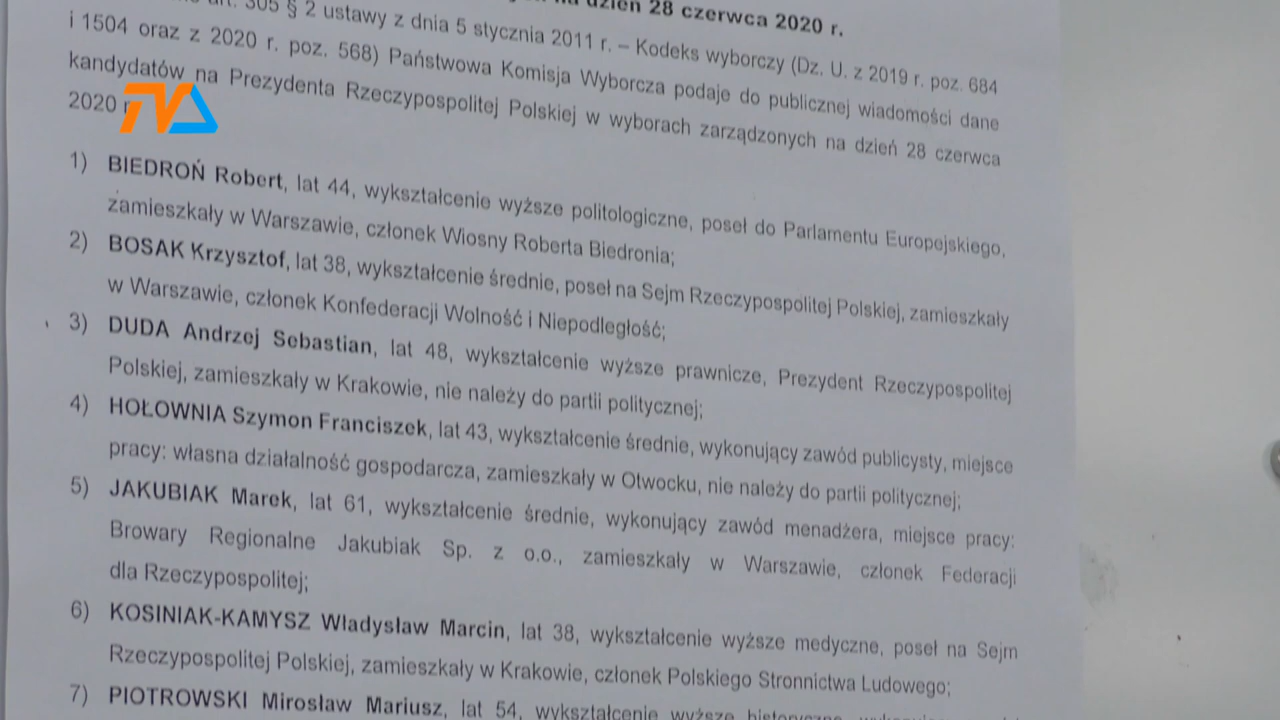 dzień 28 czerwca 2020 r.
art. 305 § 2 ustawy z dnia 5 stycznia 2011 r. – Kodeks wyborczy (Dz. U. z 2019 r. poz. 684
i 1504 oraz z 2020 r. poz. 568) Państwowa Komisja Wyborcza podaje do publicznej wiadomości dane
kandydatów na Prezydenta Rzeczypospolitej Polskiej w wyborach zarządzonych na dzień 28 czerwca
2020 r
TVA
1) BIEDROŃ Robert, lat 44, wykształcenie wyższe politologiczne, poseł do Parlamentu Europejskiego,
zamieszkały w Warszawie, członek Wiosny Roberta Biedronia;
2) BOSAK Krzysztof, lat 38, wykształcenie średnie, poseł na Sejm Rzeczypospolitej Polskiej, zamieszkały
w Warszawie, członek Konfederacji Wolność i Niepodległość;
3) DUDA Andrzej Sebastian, lat 48, wykształcenie wyższe prawnicze, Prezydent Rzeczypospolitej
Polskiej, zamieszkały w Krakowie, nie należy do partii politycznej;
4) HOŁOWNIA Szymon Franciszek, lat 43, wykształcenie średnie, wykonujący zawód publicysty, miejsce
pracy: własna działalność gospodarcza, zamieszkały w Otwocku, nie należy do partii politycznej;
5) JAKUBIAK Marek, lat 61, wykształcenie średnie, wykonujący zawód menadżera, miejsce pracy:
Browary Regionalne Jakubiak Sp. z o.o., zamieszkały w Warszawie, członek Federacji
dla Rzeczypospolitej;
6) KOSINIAK-KAMYSZ Władysław Marcin, lat 38, wykształcenie wyższe medyczne, poseł na Sejm
Rzeczypospolitej Polskiej, zamieszkały w Krakowie, członek Polskiego Stronnictwa Ludowego;
7) PIOTROWSKI Mirosław Mariusz, lat 54, wykształcenie wyższe historyczne,